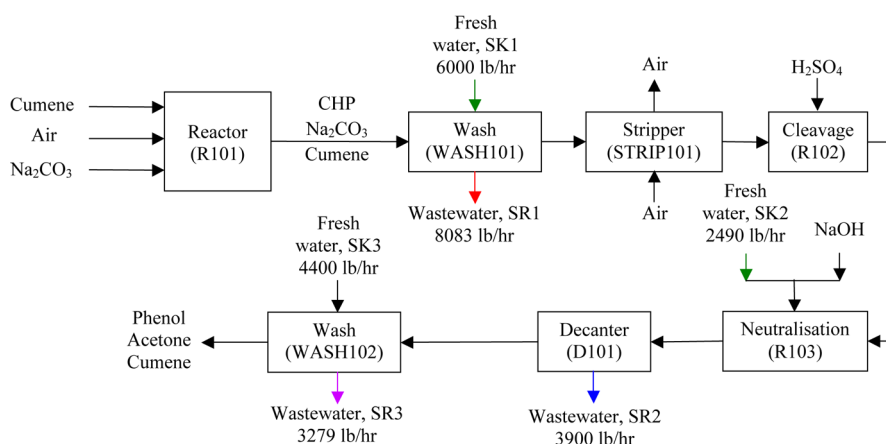 Fresh
water, SK1
6000 lb/hr
Air
H₂SO₄
Cumene
Air
Na₂CO₃
Reactor
(R101)
CHP
Na₂CO₃
Cumene
Wash
(WASH101)
Stripper
(STRIP101)
Cleavage
(R102)
Wastewater, SR1
8083 lb/hr
Air
Fresh
water, SK2
2490 lb/hr
NaOH
Fresh
water, SK3
4400 lb/hr
Phenol
Acetone
Cumene
Wash
(WASH102)
Decanter
(D101)
Neutralisation
(R103)
Wastewater, SR3
3279 lb/hr
Wastewater, SR2
3900 lb/hr